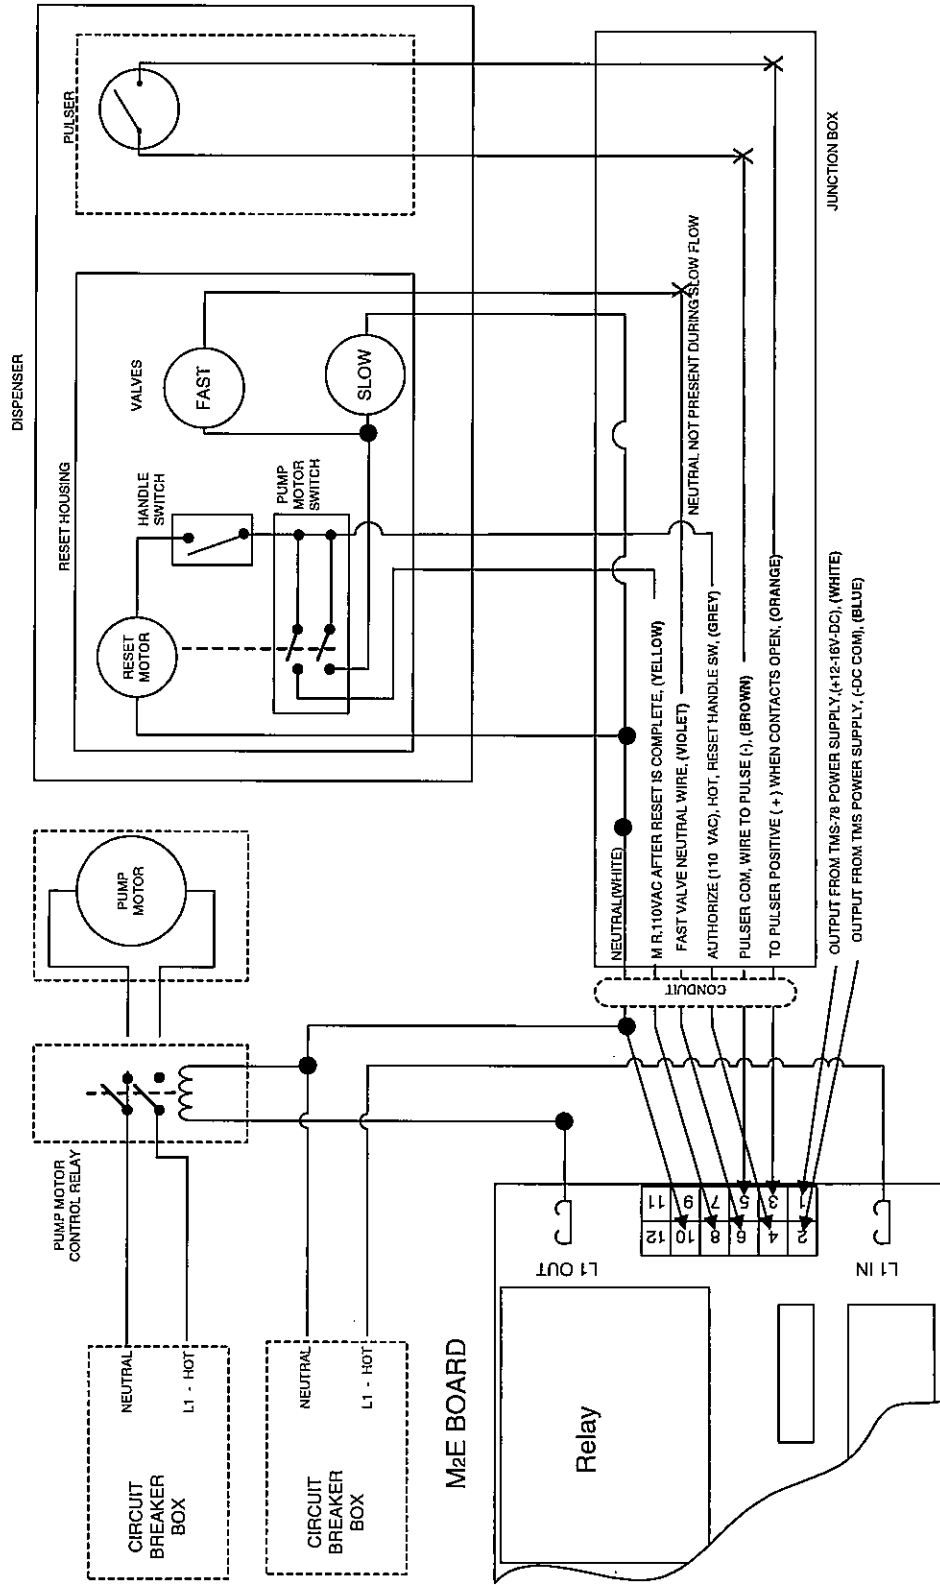 DISPENSER
RESET HOUSING
PULSER
VALVES
FAST
SLOW
HANDLE
SWITCH
PUMP
MOTOR
SWITCH
RESET
MOTOR
PUMP
MOTOR
PUMP MOTOR
CONTROL RELAY
NEUTRAL
L1 - HOT
CIRCUIT
BREAKER
BOX
NEUTRAL
L1 - HOT
CIRCUIT
BREAKER
BOX
JUNCTION BOX
NEUTRAL(WHITE)
M R,110VAC AFTER RESET IS COMPLETE, (YELLOW)
FAST VALVE NEUTRAL WIRE, (VIOLET)
NEUTRAL NOT PRESENT DURING SLOW FLOW
AUTHORIZE (110 VAC), HOT, RESET HANDLE SW, (GREY)
PULSER COM, WIRE TO PULSE (-), (BROWN)
TO PULSER POSITIVE ( + ) WHEN CONTACTS OPEN, (ORANGE)
OUTPUT FROM TMS-78 POWER SUPPLY,(+12-16V-DC), (WHITE)
OUTPUT FROM TMS POWER SUPPLY, (-DC COM), (BLUE)
CONDUIT
M2E BOARD
L1 OUT
12 11
10 9
8 7
6 5
4 3
2 1
L1 IN
Relay